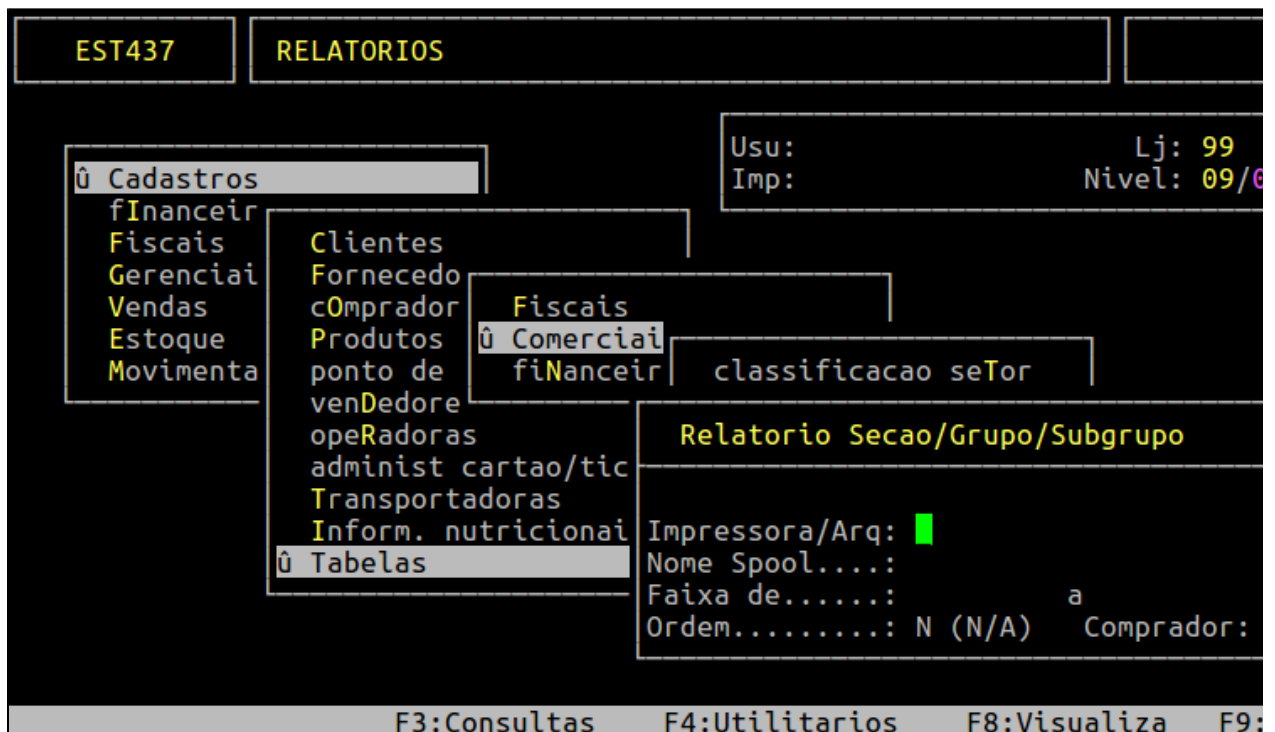 EST437 RELATORIOS
Usu: Lj: 99
û Cadastros Imp: Nivel: 09/0
fInanceir
Fiscais Clientes
Gerenciai Fornecedo
Vendas cOmprador Fiscais
Estoque Produtos û Comerciai
Movimenta ponto de fiNanceir classificacao seTor
venDedore
opeRadoras Relatorio Secao/Grupo/Subgrupo
administ cartao/tic
Transportadoras
Inform. nutricionai Impressora/Arq:
û Tabelas Nome Spool....:
Faixa de......: a
Ordem.........: N (N/A) Comprador:
F3:Consultas F4:Utilitarios F8:Visualiza F9: